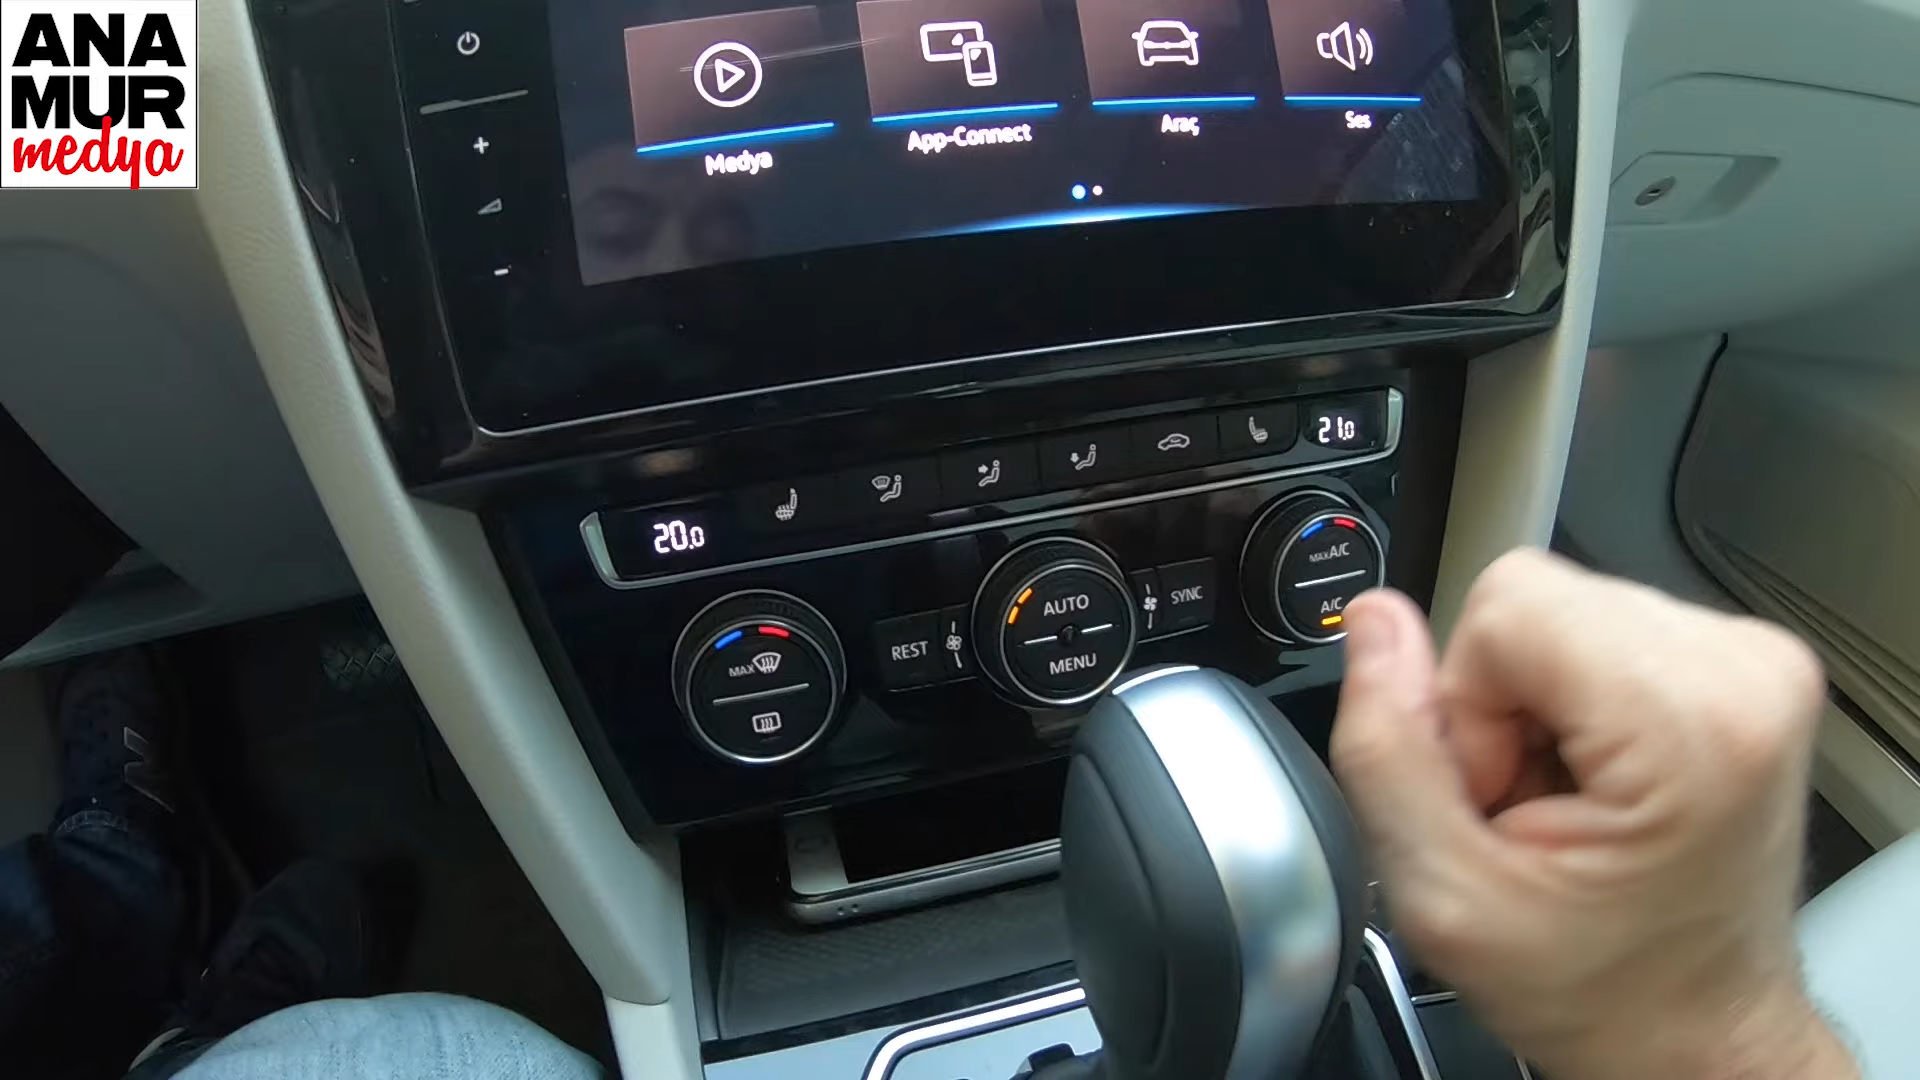 ANA
MUR
medya
Medya
App-Connect
Araç
Ses
+
-
20.0
21.0
MAX
REST
AUTO
MENU
SYNC
MAX A/C
A/C